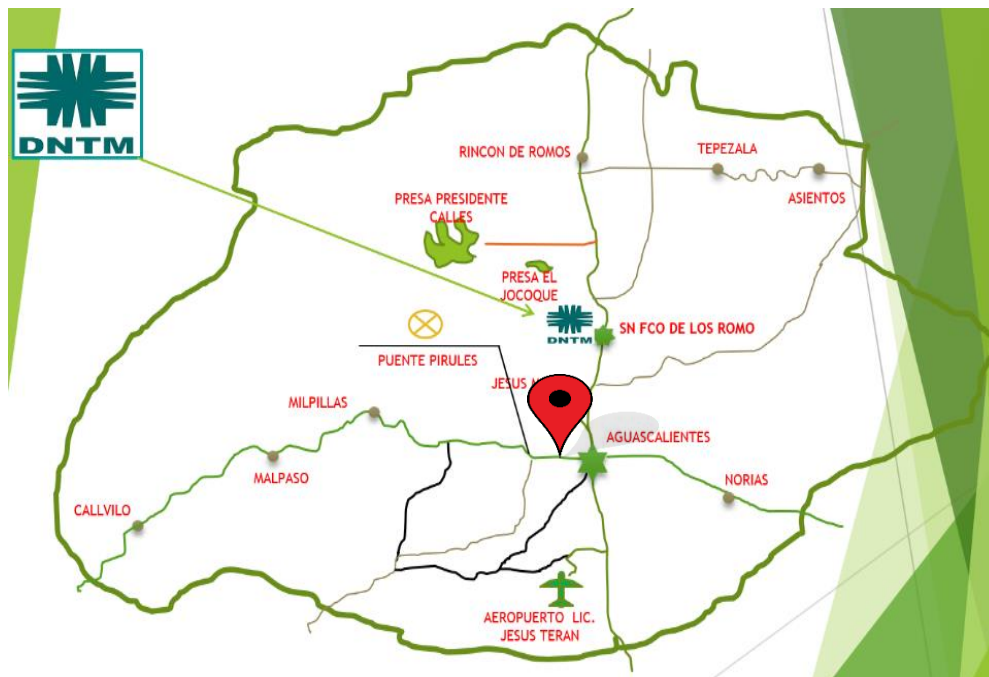 DNTM
RINCON DE ROMOS
TEPEZALA
ASIENTOS
PRESA PRESIDENTE
CALLES
PRESA EL
JOCOQUE
DNTM
SN FCO DE LOS ROMO
PUENTE PIRULES
JESUS
MILPILLAS
AGUASCALIENTES
MALPASO
NORIAS
CALLVILO
AEROPUERTO LIC.
JESUS TERAN